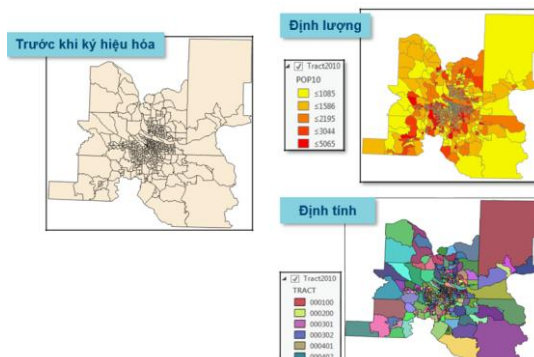 Trước khi ký hiệu hóa
Định lượng
Tract2010
POP10
≤1085
≤1586
≤2195
≤3044
≤5065
Định tính
Tract2010
TRACT
000100
000200
000301
000302
000401
000402